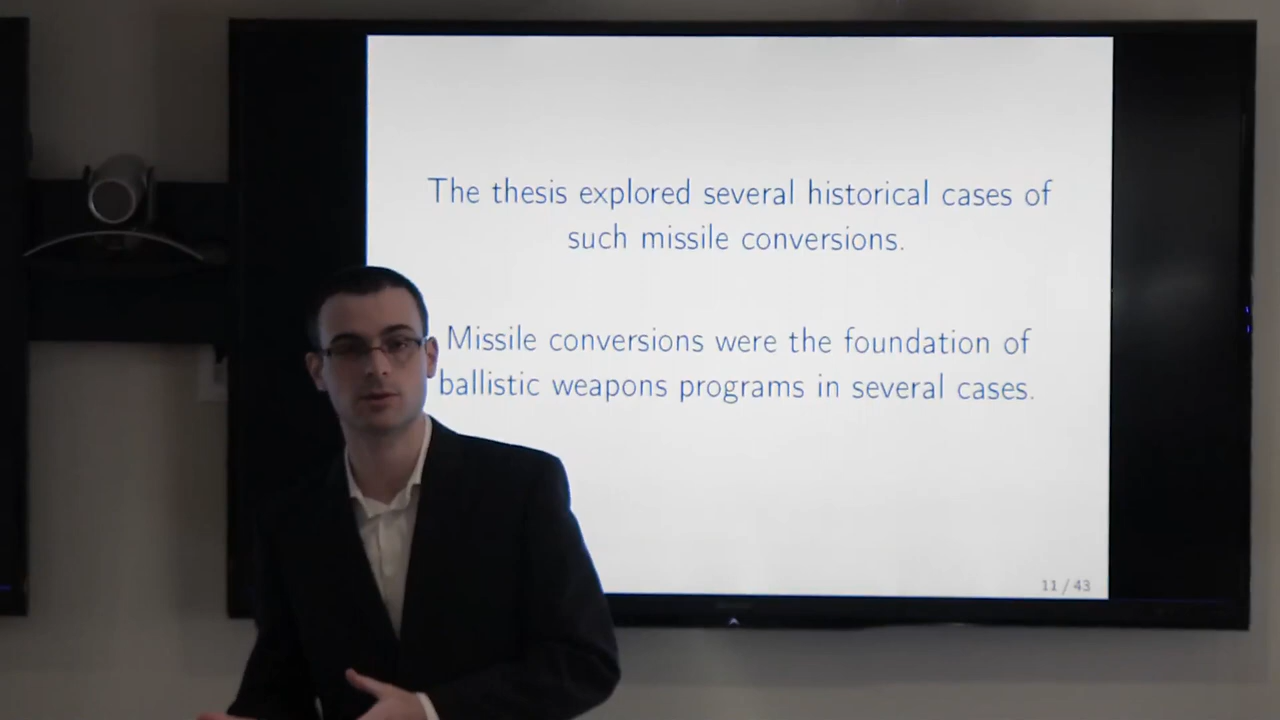 The thesis explored several historical cases of
such missile conversions.
Missile conversions were the foundation of
ballistic weapons programs in several cases.
11 / 43